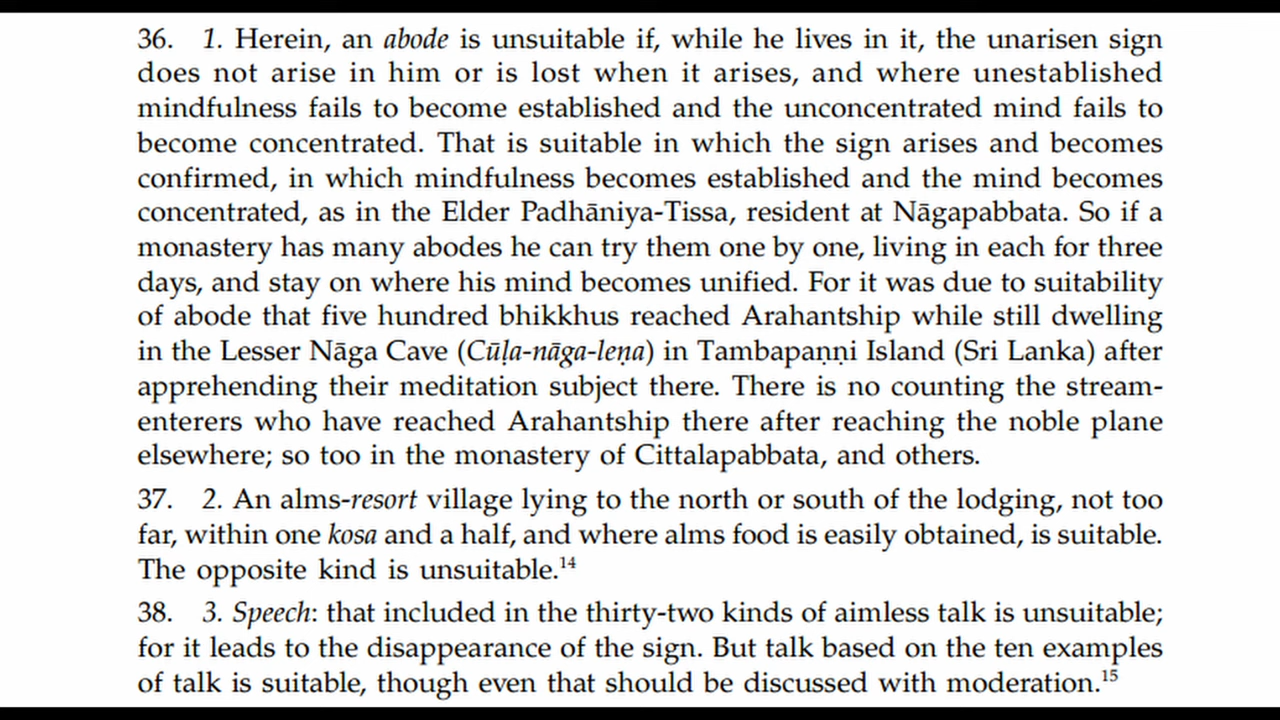 36. 1. Herein, an abode is unsuitable if, while he lives in it, the unarisen sign
does not arise in him or is lost when it arises, and where unestablished
mindfulness fails to become established and the unconcentrated mind fails to
become concentrated. That is suitable in which the sign arises and becomes
confirmed, in which mindfulness becomes established and the mind becomes
concentrated, as in the Elder Padhāniya-Tissa, resident at Nāgapabbata. So if a
monastery has many abodes he can try them one by one, living in each for three
days, and stay on where his mind becomes unified. For it was due to suitability
of abode that five hundred bhikkhus reached Arahantship while still dwelling
in the Lesser Nāga Cave (Cūḷa-nāga-leṇa) in Tambapaṇṇi Island (Sri Lanka) after
apprehending their meditation subject there. There is no counting the stream-
enterers who have reached Arahantship there after reaching the noble plane
elsewhere; so too in the monastery of Cittalapabbata, and others.
37. 2. An alms-resort village lying to the north or south of the lodging, not too
far, within one kosa and a half, and where alms food is easily obtained, is suitable.
The opposite kind is unsuitable.¹⁴
38. 3. Speech: that included in the thirty-two kinds of aimless talk is unsuitable;
for it leads to the disappearance of the sign. But talk based on the ten examples
of talk is suitable, though even that should be discussed with moderation.¹⁵